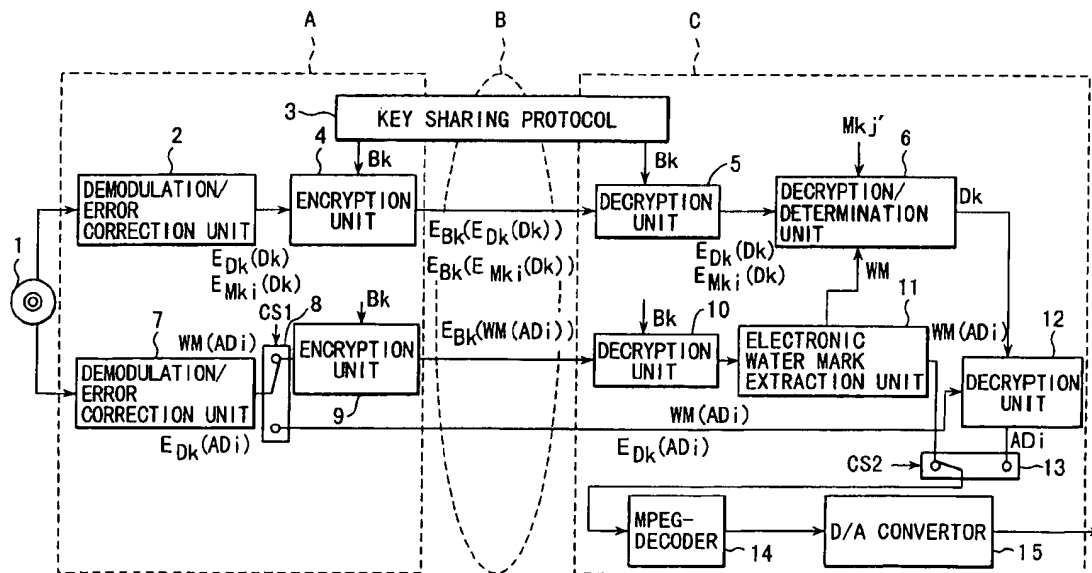 A
B
C
3
KEY SHARING PROTOCOL
2
4
Bk
Bk
5
Mkj'
6
DEMODULATION/
ERROR
CORRECTION UNIT
ENCRYPTION
UNIT
DECRYPTION
UNIT
DECRYPTION/
DETERMINATION
UNIT
Dk
EDk(Dk)
EMki(Dk)
EBk(EDk(Dk))
EBk(EMki(Dk))
EDk(Dk)
EMki(Dk)
WM
1
7
WM(ADi)
CS1
8
Bk
EBk(WM(ADi))
Bk
10
11
WM(ADi)
12
DEMODULATION/
ERROR
CORRECTION UNIT
ENCRYPTION
UNIT
9
DECRYPTION
UNIT
ELECTRONIC
WATER MARK
EXTRACTION UNIT
DECRYPTION
UNIT
EDk(ADi)
WM(ADi)
EDk(ADi)
ADi
CS2
13
MPEG-
DECODER
14
D/A CONVERTOR
15